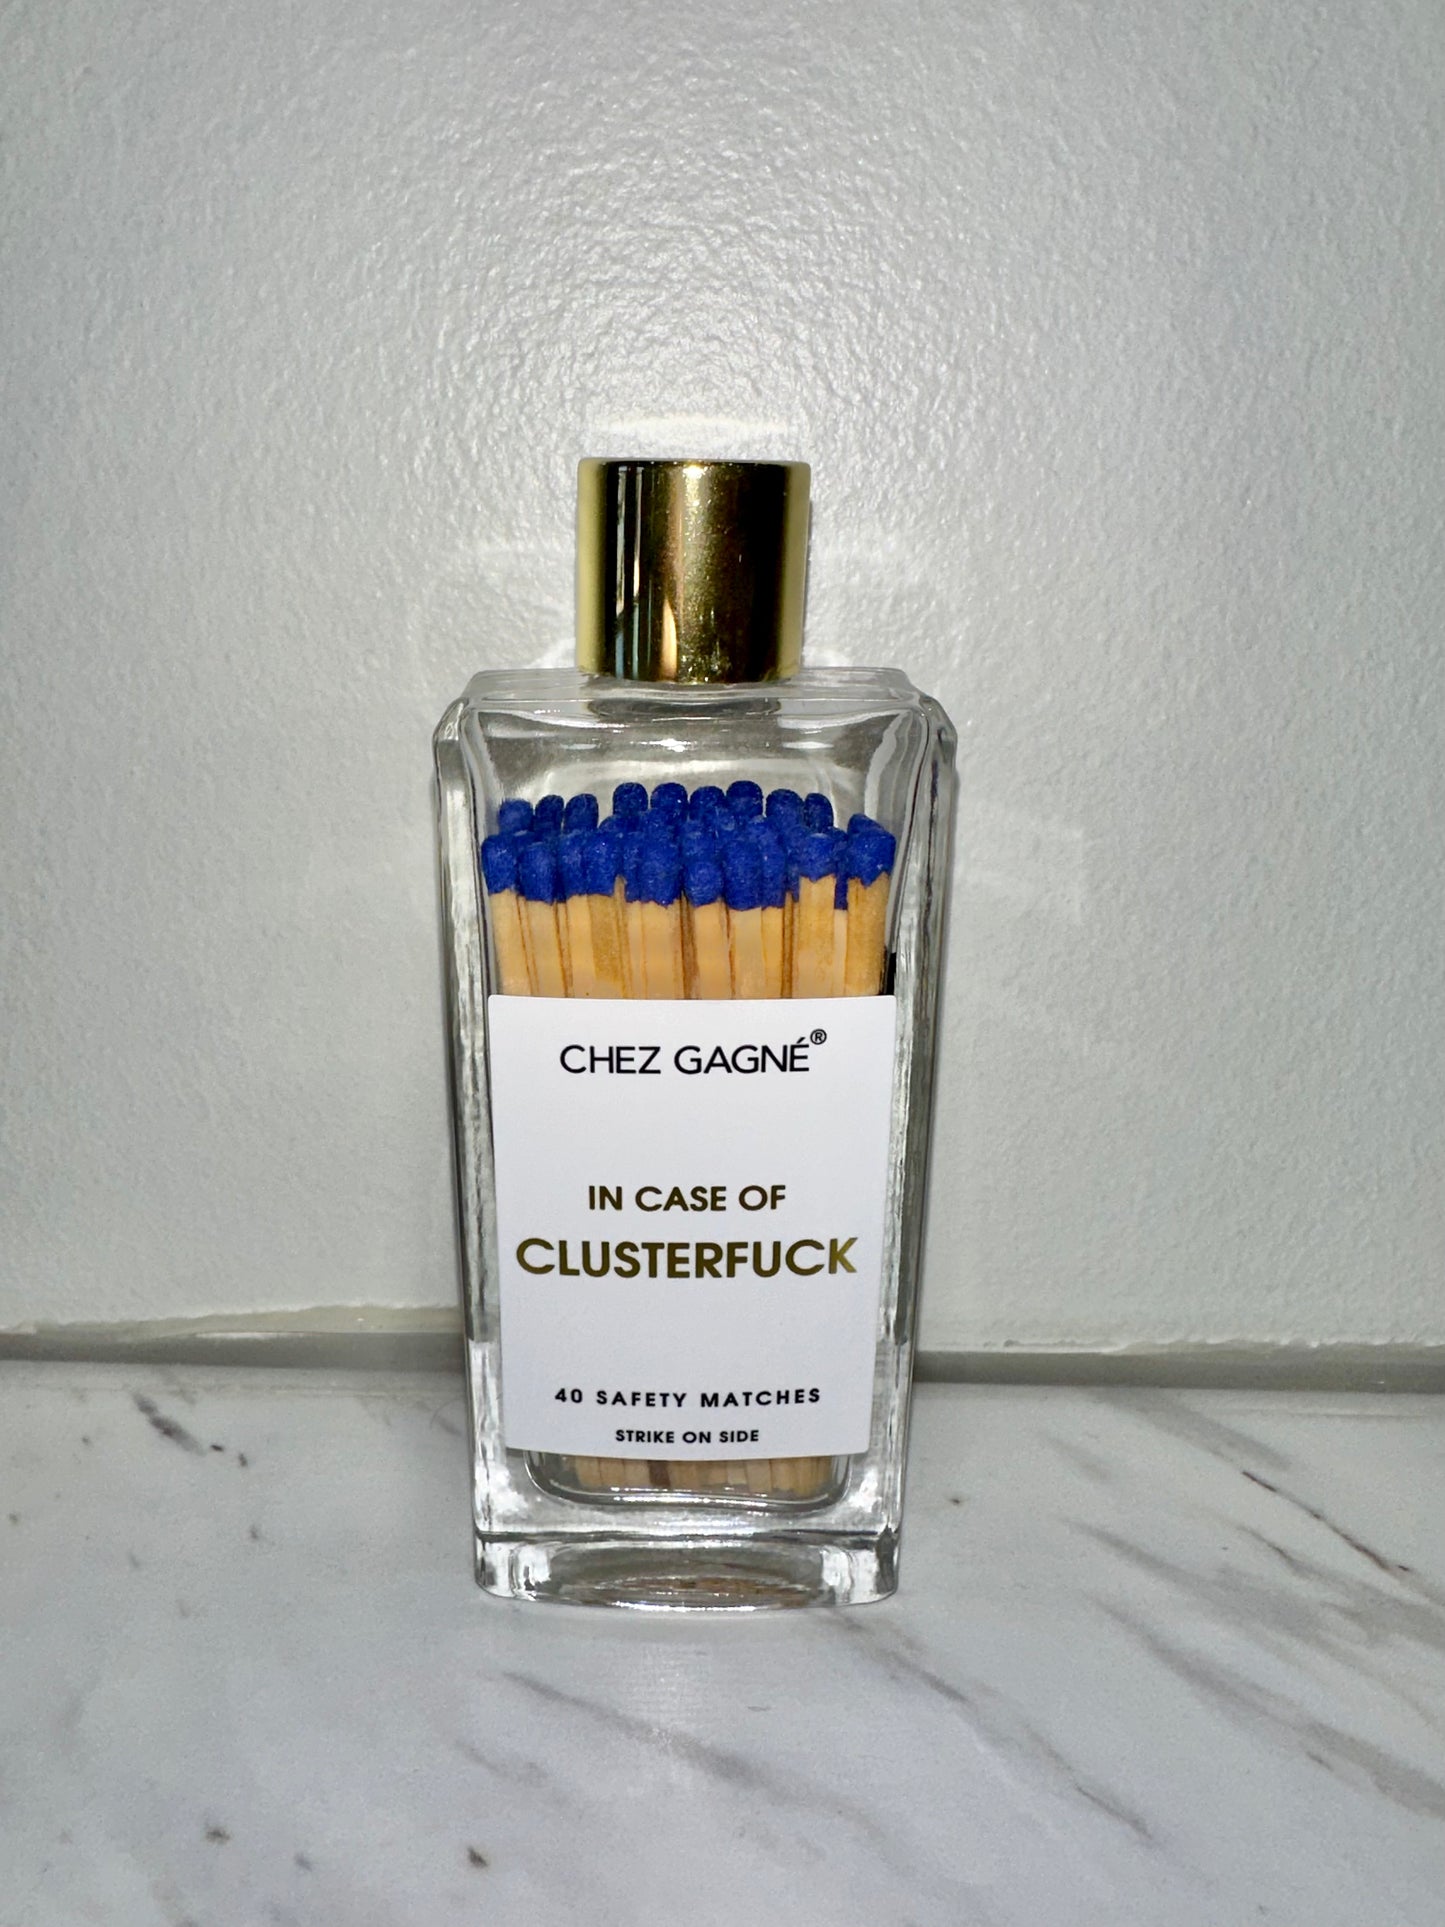 CHEZ GAGNÉ®
IN CASE OF
CLUSTERFUCK
40 SAFETY MATCHES
STRIKE ON SIDE